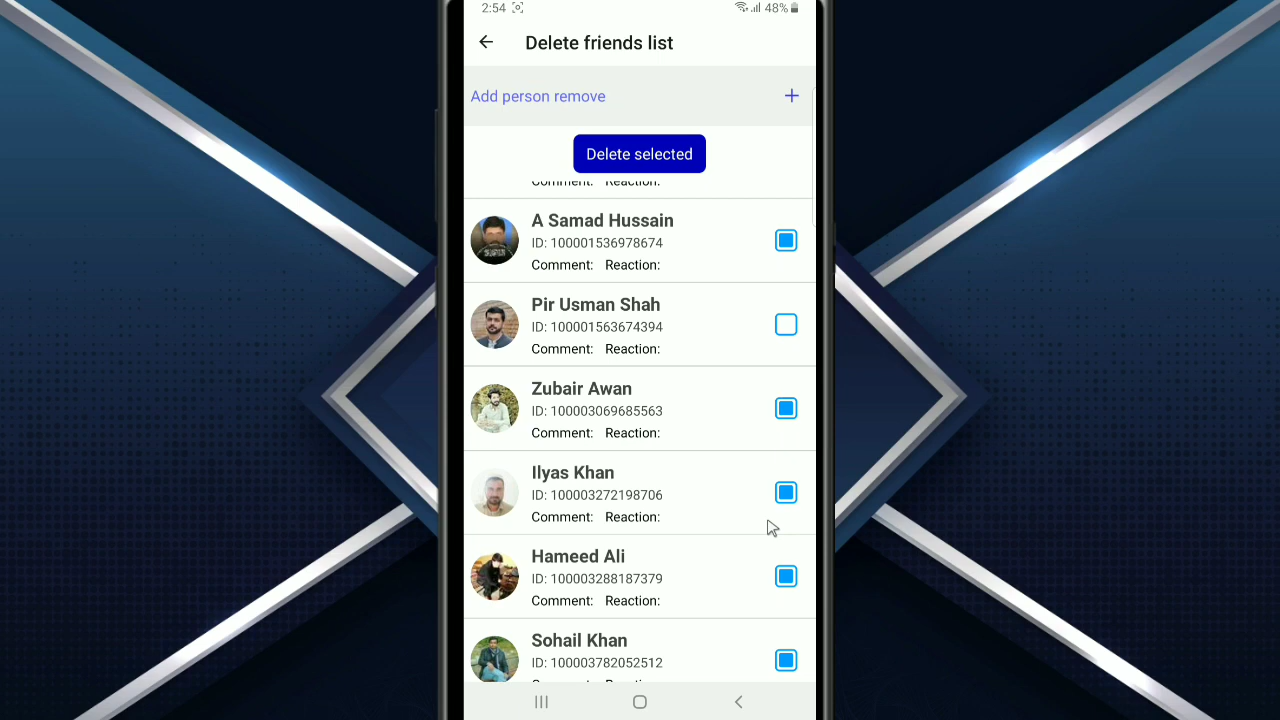 2:54 48%
Delete friends list
Add person remove +
Delete selected
Comment: Reaction:
A Samad Hussain
ID: 100001536978674
Comment: Reaction:
Pir Usman Shah
ID: 100001563674394
Comment: Reaction:
Zubair Awan
ID: 100003069685563
Comment: Reaction:
Ilyas Khan
ID: 100003272198706
Comment: Reaction:
Hameed Ali
ID: 100003288187379
Comment: Reaction:
Sohail Khan
ID: 100003782052512